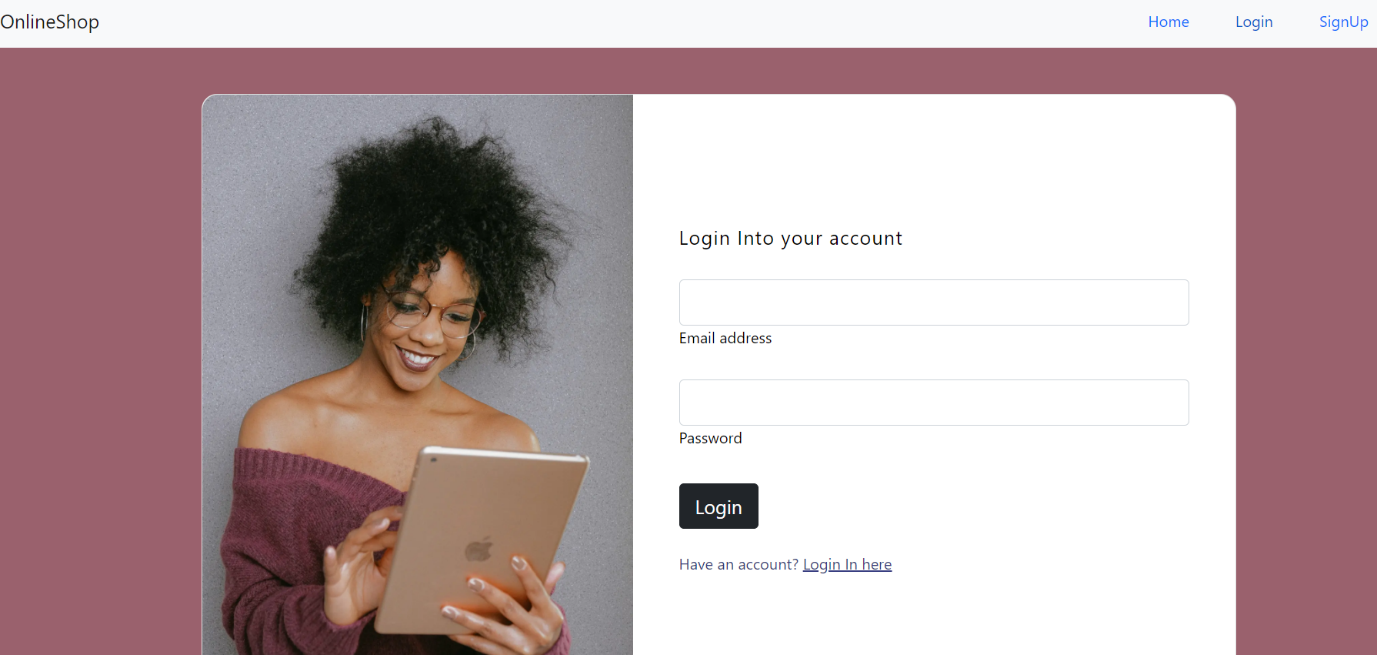 OnlineShop
Home Login SignUp
Login Into your account
Email address
Password
Login
Have an account? Login In here